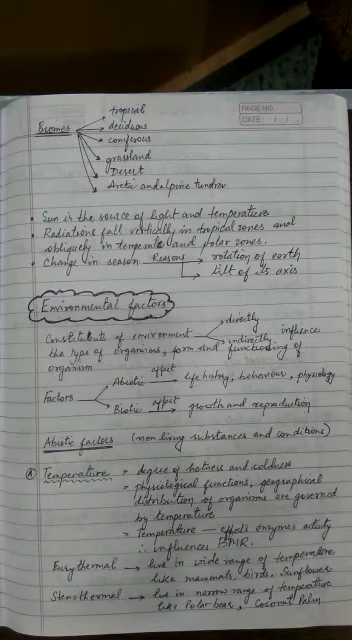 PAGE NO.
DATE
Biomes → tropical
→ deciduous
→ coniferous
→ grassland
→ Desert
→ Arctic and alpine tundra
• Sun is the source of light and temperature
• Radiations fall vertically in tropical zones and
obliquely in temperate and polar zones.
• Change in season Reasons → rotation of earth
→ tilt of its axis
Environmental factors
Constituents of environment → directly
→ indirectly influence
the type of organisms, form and functioning of
organism
Factors → Abiotic affect → life history, behaviour, physiology
→ Biotic affect → growth and reproduction
Abiotic factors (non living substances and conditions)
(A) Temperature > degree of hotness and coldness
> physiological functions, geographical
distribution of organisms are governed
by temperature
> Temperature → effects enzymes activity
∴ influences BMR.
Eurythermal → live in wide range of temperature
like mammals, birds, Sunflower
Stenothermal → live in narrow range of temperature
like Polar bear, Coconut Palm